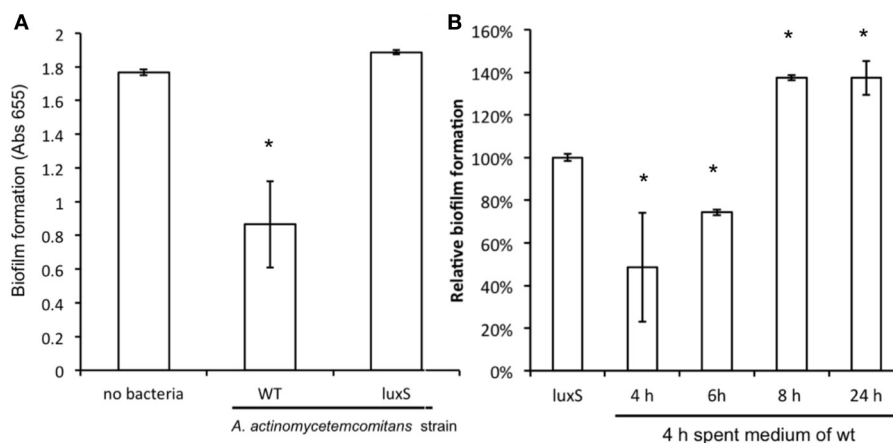 A
Biofilm formation (Abs 655)
2
1.8
1.6
1.4
1.2
1
0.8
0.6
0.4
0.2
0
*
no bacteria
WT
luxS
A. actinomycetemcomitans strain
B
Relative biofilm formation
160%
140%
120%
100%
80%
60%
40%
20%
0%
*
*
*
*
luxS
4 h
6h
8 h
24 h
4 h spent medium of wt